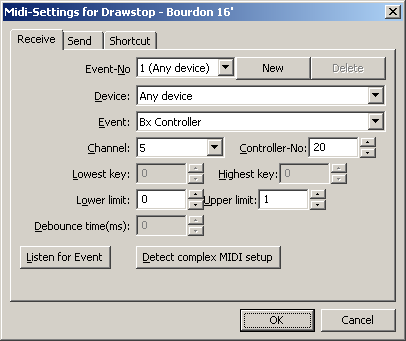 Midi-Settings for Drawstop - Bourdon 16'
Receive Send Shortcut
Event-No 1 (Any device) New Delete
Device: Any device
Event: Bx Controller
Channel: 5 Controller-No: 20
Lowest key: 0 Highest key: 0
Lower limit: 0 Upper limit: 1
Debounce time(ms): 0
Listen for Event Detect complex MIDI setup
OK Cancel